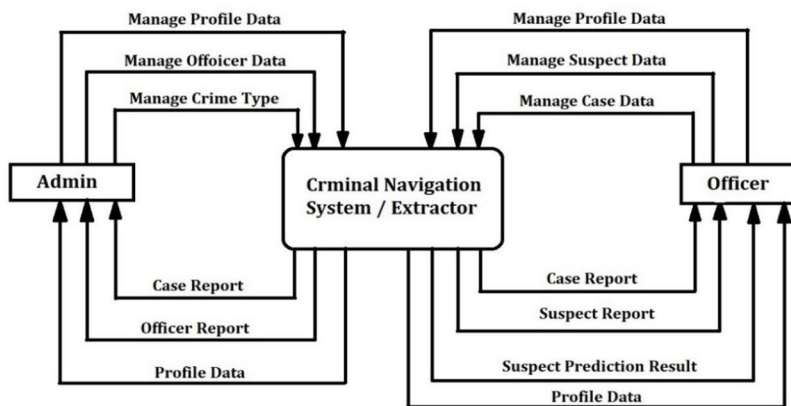 Manage Profile Data
Manage Offoicer Data
Manage Crime Type
Admin
Case Report
Officer Report
Profile Data
Crminal Navigation
System / Extractor
Manage Profile Data
Manage Suspect Data
Manage Case Data
Officer
Case Report
Suspect Report
Suspect Prediction Result
Profile Data